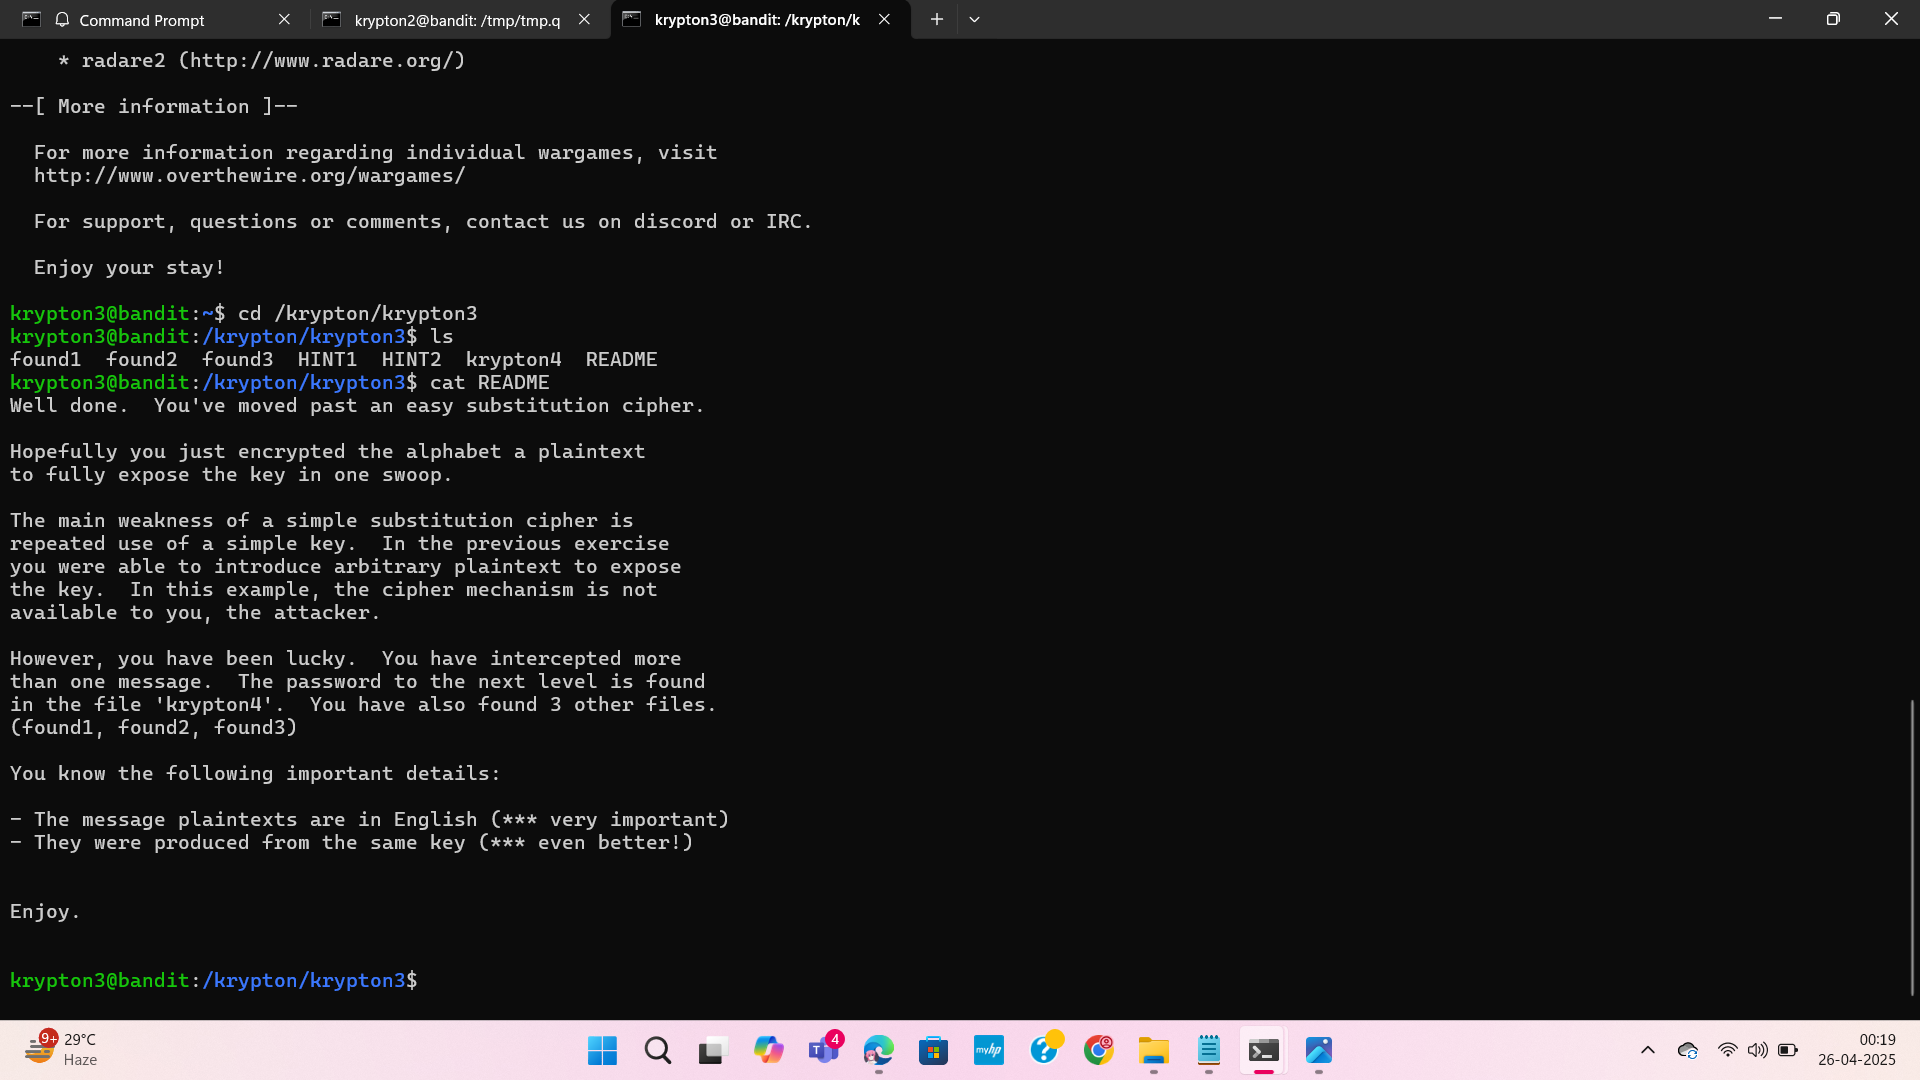 Command Prompt
krypton2@bandit: /tmp/tmp.q
krypton3@bandit: /krypton/k
* radare2 (http://www.radare.org/)
--[ More information ]--
For more information regarding individual wargames, visit
http://www.overthewire.org/wargames/
For support, questions or comments, contact us on discord or IRC.
Enjoy your stay!
krypton3@bandit:~$ cd /krypton/krypton3
krypton3@bandit:/krypton/krypton3$ ls
found1  found2  found3  HINT1  HINT2  krypton4  README
krypton3@bandit:/krypton/krypton3$ cat README
Well done.  You've moved past an easy substitution cipher.
Hopefully you just encrypted the alphabet a plaintext
to fully expose the key in one swoop.
The main weakness of a simple substitution cipher is
repeated use of a simple key.  In the previous exercise
you were able to introduce arbitrary plaintext to expose
the key.  In this example, the cipher mechanism is not
available to you, the attacker.
However, you have been lucky.  You have intercepted more
than one message.  The password to the next level is found
in the file 'krypton4'.  You have also found 3 other files.
(found1, found2, found3)
You know the following important details:
- The message plaintexts are in English (*** very important)
- They were produced from the same key (*** even better!)
Enjoy.
krypton3@bandit:/krypton/krypton3$
9+
29°C
Haze
T
4
myhp
00:19
26-04-2025